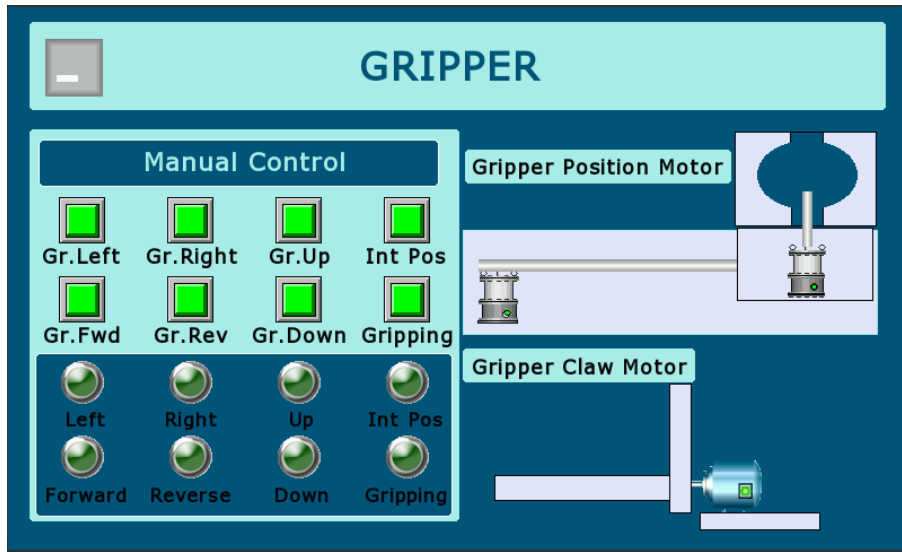 GRIPPER
Manual Control
Gr.Left Gr.Right Gr.Up Int Pos
Gr.Fwd Gr.Rev Gr.Down Gripping
Left Right Up Int Pos
Forward Reverse Down Gripping
Gripper Position Motor
Gripper Claw Motor